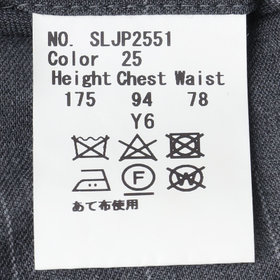 NO. SLJP2551
Color 25
Height Chest Waist
175 94 78
Y6
F W
あて布使用